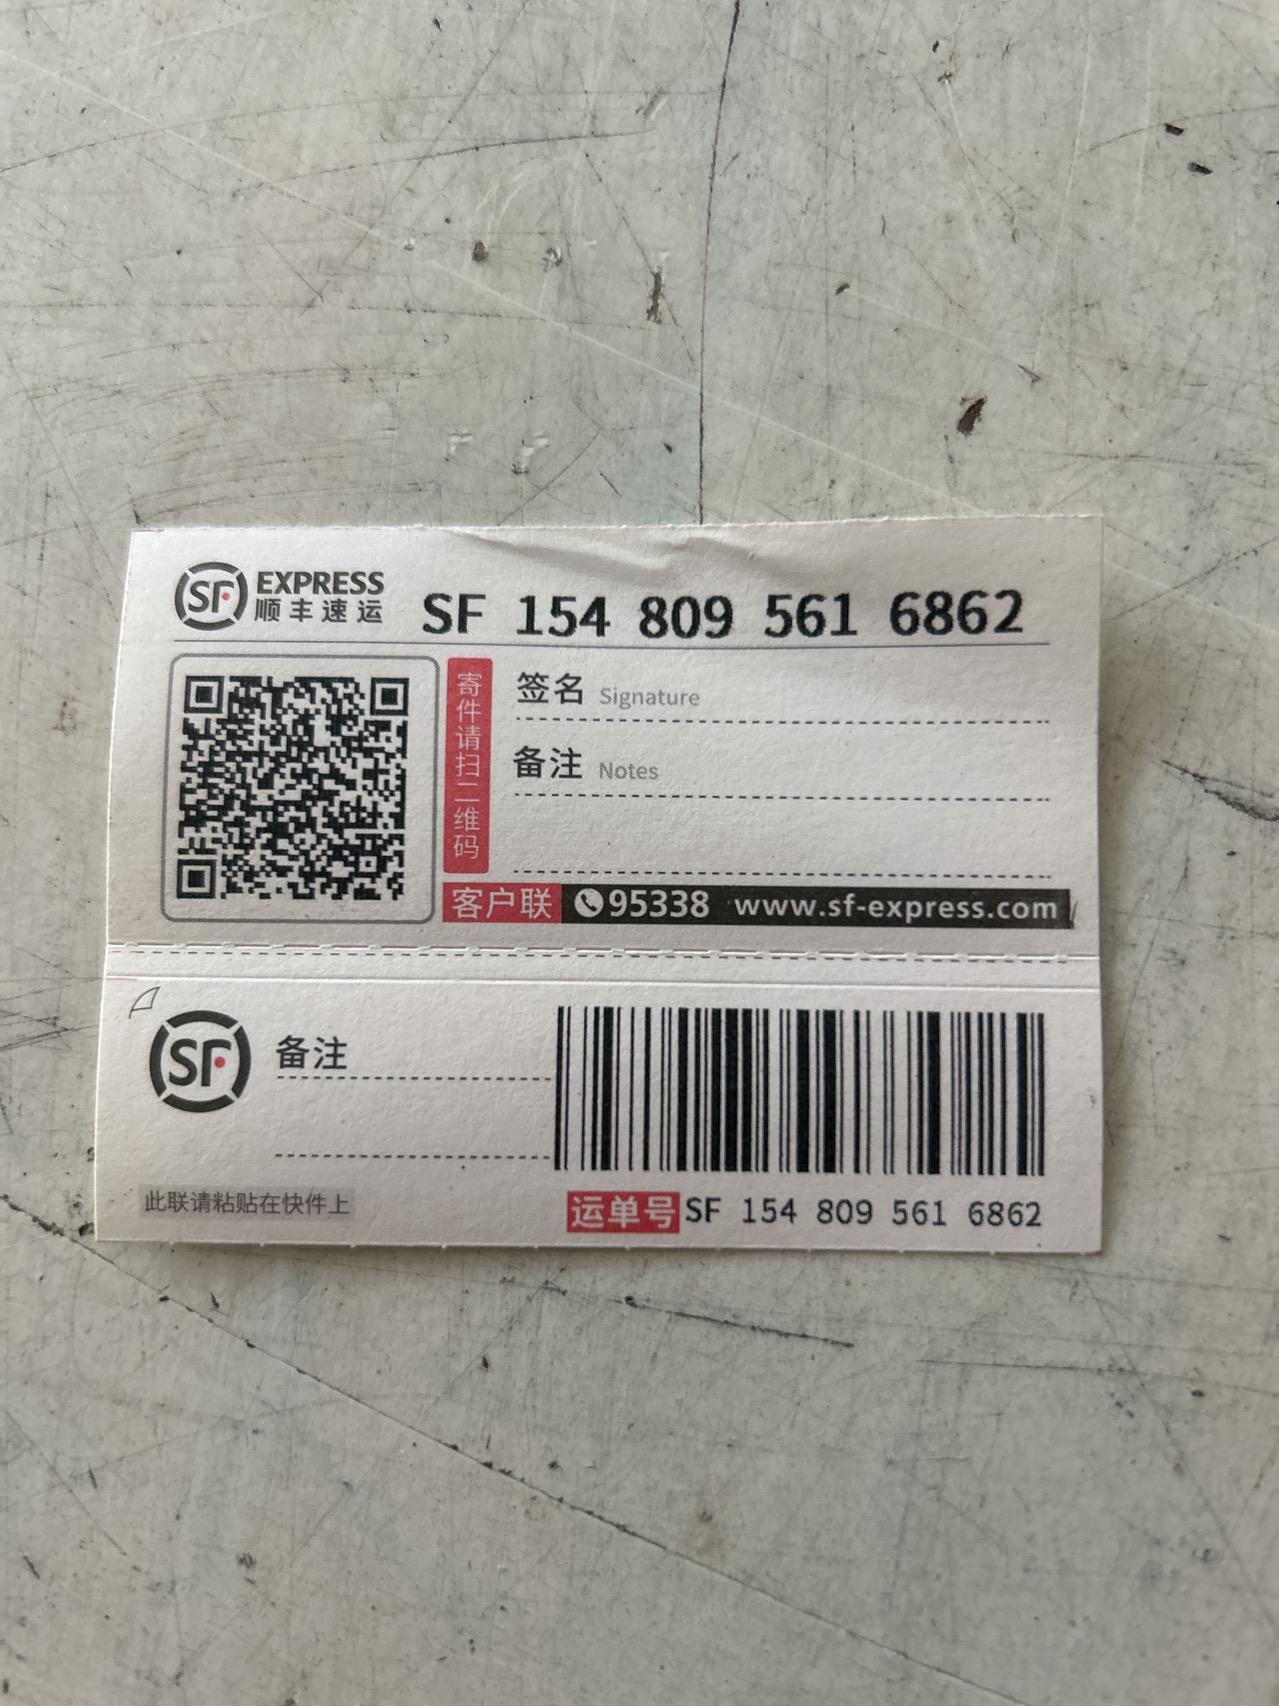 SF EXPRESS
顺丰速运
SF 154 809 561 6862
寄件请扫二维码
签名 Signature
备注 Notes
客户联 95338 www.sf-express.com
SF 备注
此联请粘贴在快件上
运单号 SF 154 809 561 6862